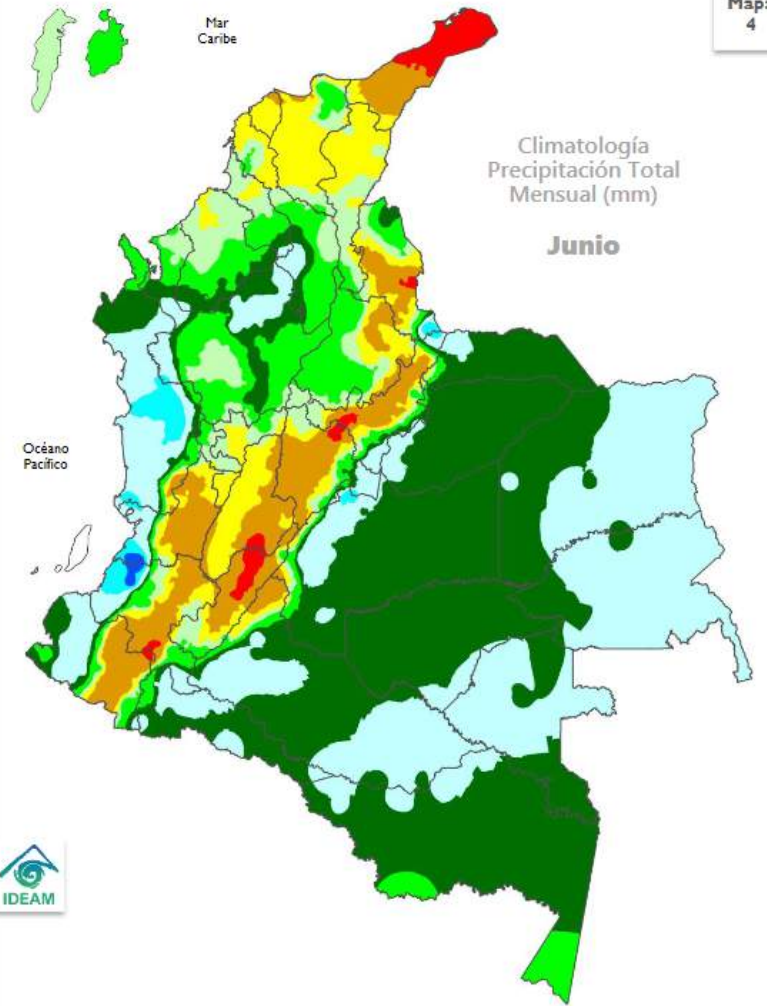 Mapa
4
Mar
Caribe
Climatología
Precipitación Total
Mensual (mm)
Junio
Océano
Pacífico
IDEAM